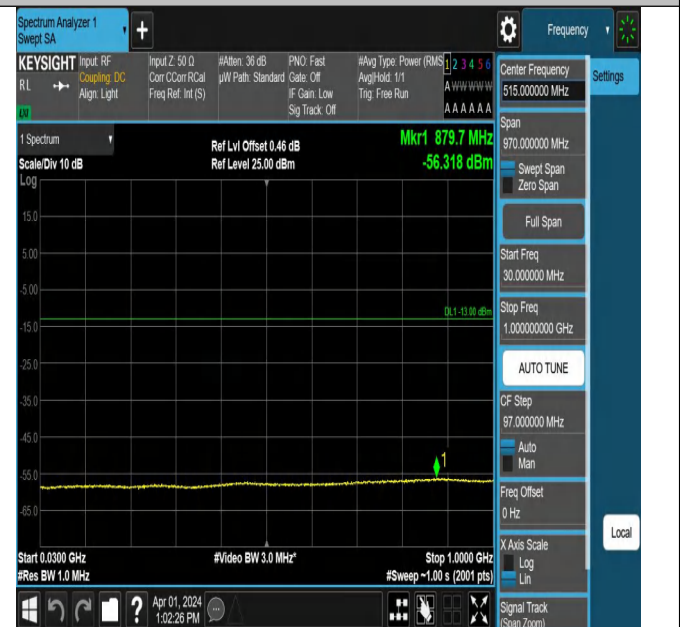 Spectrum Analyzer 1
Swept SA
+
Frequency
KEYSIGHT
RL
Input: RF
Coupling: DC
Align: Light
Input Z: 50 Ω
Corr CCorr RCal
Freq Ref: Int (S)
#Atten: 36 dB
µW Path: Standard
PNO: Fast
Gate: Off
IF Gain: Low
Sig Track: Off
#Avg Type: Power (RMS
Avg|Hold: 1/1
Trig: Free Run
1 2 3 4 5 6
A W W W W W
A A A A A A
1 Spectrum
Scale/Div 10 dB
Log
Ref Lvl Offset 0.46 dB
Ref Level 25.00 dBm
Mkr1 879.7 MHz
-56.318 dBm
15.0
5.00
-5.00
-15.0
-25.0
-35.0
-45.0
-55.0
-65.0
DL1 -13.00 dBm
1
Start 0.0300 GHz
#Res BW 1.0 MHz
#Video BW 3.0 MHz*
Stop 1.0000 GHz
#Sweep ~1.00 s (2001 pts)
Apr 01, 2024
1:02:26 PM
Center Frequency
515.000000 MHz
Settings
Span
970.000000 MHz
Swept Span
Zero Span
Full Span
Start Freq
30.000000 MHz
Stop Freq
1.000000000 GHz
AUTO TUNE
CF Step
97.000000 MHz
Auto
Man
Freq Offset
0 Hz
X Axis Scale
Log
Lin
Local
Signal Track
(Span Zoom)